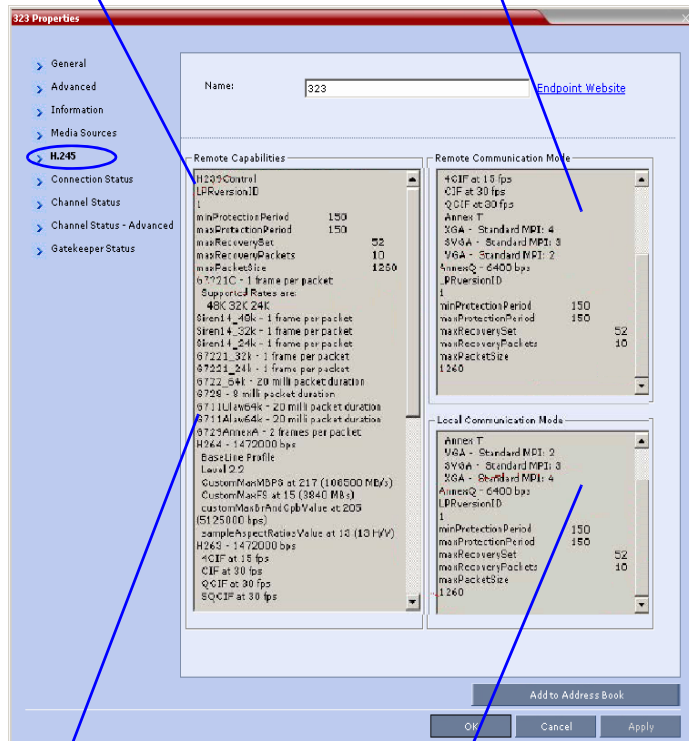 323 Properties
General
Advanced
Information
Media Sources
H.245
Connection Status
Channel Status
Channel Status - Advanced
Gatekeeper Status
Name: 323 Endpoint Website
Remote Capabilities
H239Control
LPRversionID
1
minProtectionPeriod 150
maxProtectionPeriod 150
maxRecoverySet 52
maxRecoveryPackets 10
maxPacketSize 1260
G7221C - 1 frame per packet
Supported Rates are:
48K 32K 24K
Siren14_48k - 1 frame per packet
Siren14_32k - 1 frame per packet
Siren14_24k - 1 frame per packet
G7221_32k - 1 frame per packet
G7221_24k - 1 frame per packet
G722_64k - 20 milli packet duration
G728 - 8 milli packet duration
G711Ulaw64k - 20 milli packet duration
G711Alaw64k - 20 milli packet duration
G729AnnexA - 2 frames per packet
H264 - 1472000 bps
BaseLine Profile
Level 2.2
CustomMaxMBPS at 217 (108500 MB/s)
CustomMaxFS at 15 (3840 MBs)
customMaxBrAndCpbValue at 205
(5125000 bps)
sampleAspectRatiosValue at 13 (13 H/V)
H263 - 1472000 bps
4CIF at 15 fps
CIF at 30 fps
QCIF at 30 fps
SQCIF at 30 fps
Remote Communication Mode
4CIF at 15 fps
CIF at 30 fps
QCIF at 30 fps
Annex T
XGA - Standard MPI: 4
SVGA - Standard MPI: 3
VGA - Standard MPI: 2
AnnexQ - 6400 bps
LPRversionID
1
minProtectionPeriod 150
maxProtectionPeriod 150
maxRecoverySet 52
maxRecoveryPackets 10
maxPacketSize
1260
Local Communication Mode
Annex T
VGA - Standard MPI: 2
SVGA - Standard MPI: 3
XGA - Standard MPI: 4
AnnexQ - 6400 bps
LPRversionID
1
minProtectionPeriod 150
maxProtectionPeriod 150
maxRecoverySet 52
maxRecoveryPackets 10
maxPacketSize
1260
Add to Address Book
OK Cancel Apply